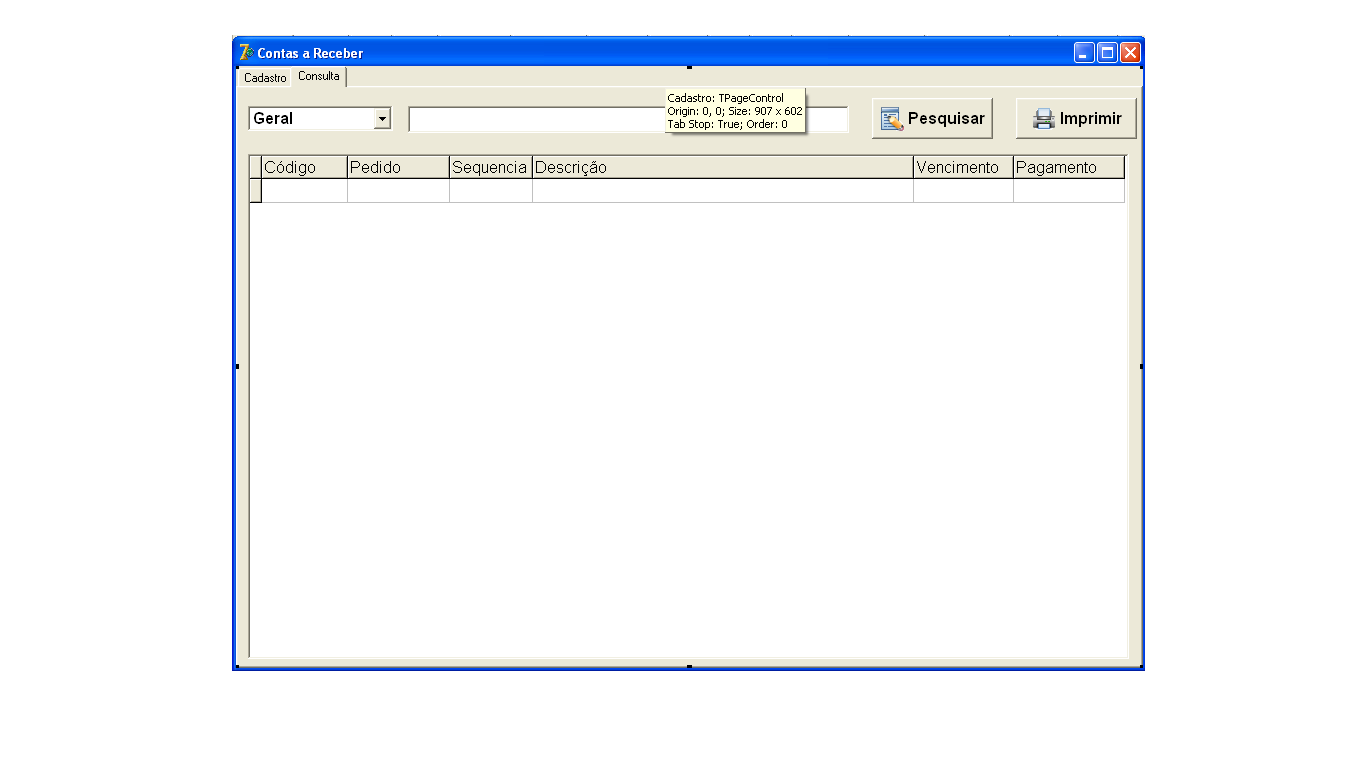 Contas a Receber
Cadastro Consulta
Geral
Cadastro: TPageControl
Origin: 0, 0; Size: 907 x 602
Tab Stop: True; Order: 0
Pesquisar Imprimir
Código Pedido Sequencia Descrição Vencimento Pagamento